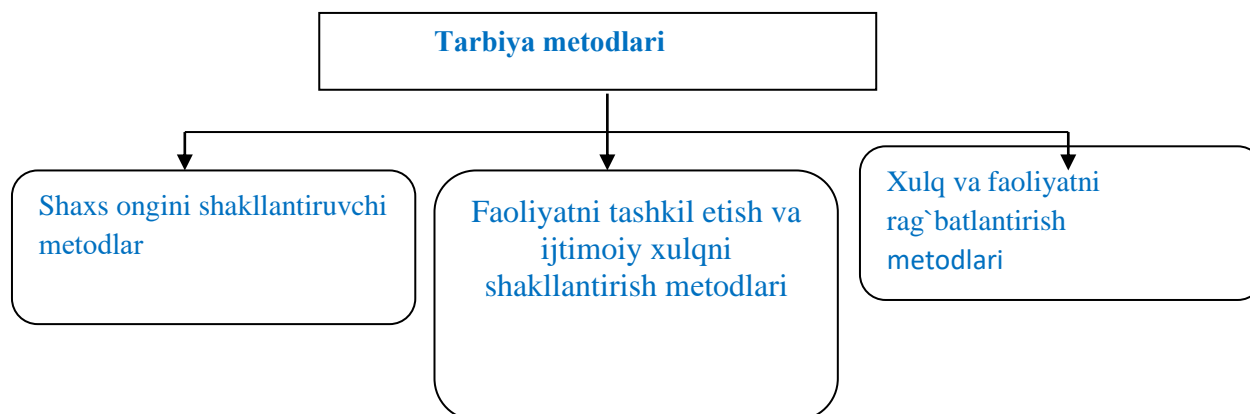 Tarbiya metodlari
Shaxs ongini shakllantiruvchi
metodlar
Faoliyatni tashkil etish va
ijtimoiy xulqni
shakllantirish metodlari
Xulq va faoliyatni
rag`batlantirish
metodlari